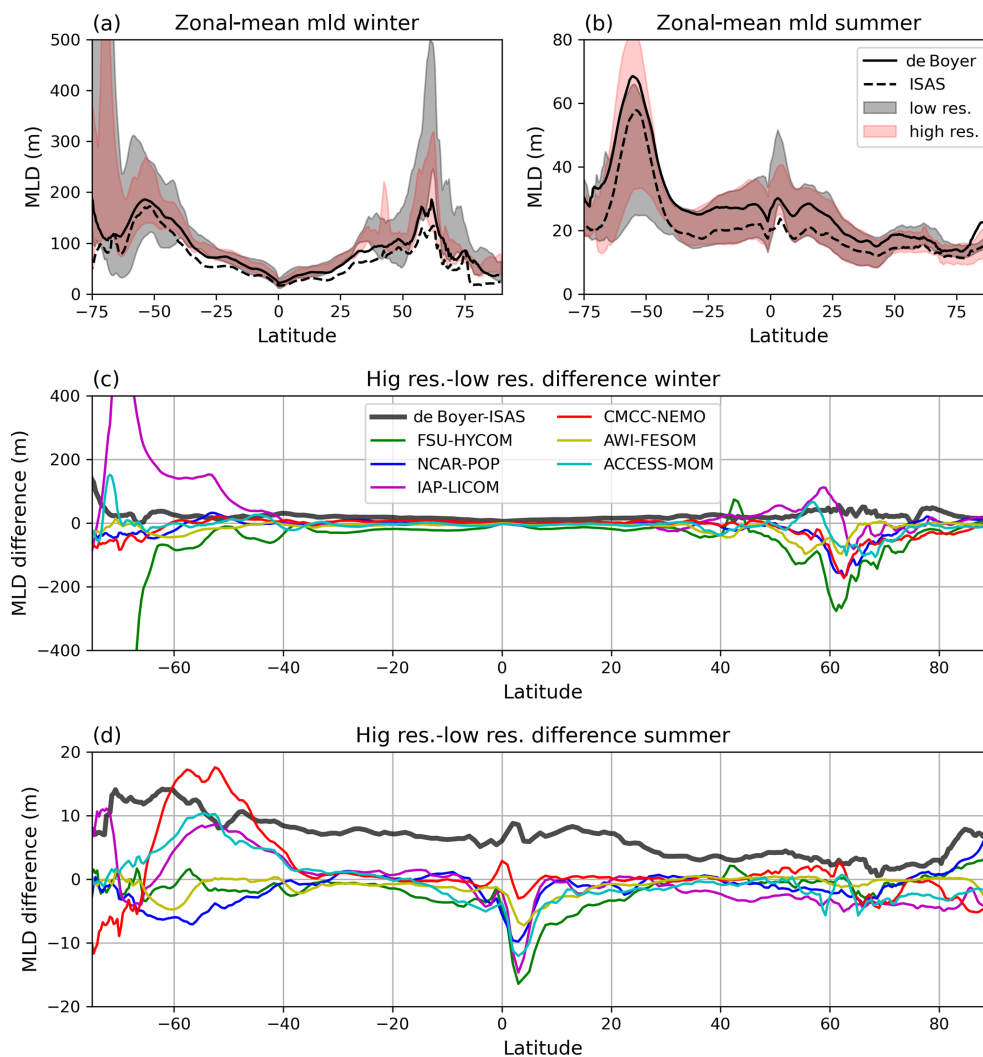 (a) Zonal-mean mld winter
MLD (m)
500
400
300
200
100
0
−75 −50 −25 0 25 50 75
Latitude
(b) Zonal-mean mld summer
MLD (m)
80
60
40
20
0
−75 −50 −25 0 25 50 75
Latitude
de Boyer
ISAS
low res.
high res.
(c) Hig res.-low res. difference winter
MLD difference (m)
400
200
0
−200
−400
−60 −40 −20 0 20 40 60 80
Latitude
de Boyer-ISAS
FSU-HYCOM
NCAR-POP
IAP-LICOM
CMCC-NEMO
AWI-FESOM
ACCESS-MOM
(d) Hig res.-low res. difference summer
MLD difference (m)
20
10
0
−10
−20
−60 −40 −20 0 20 40 60 80
Latitude